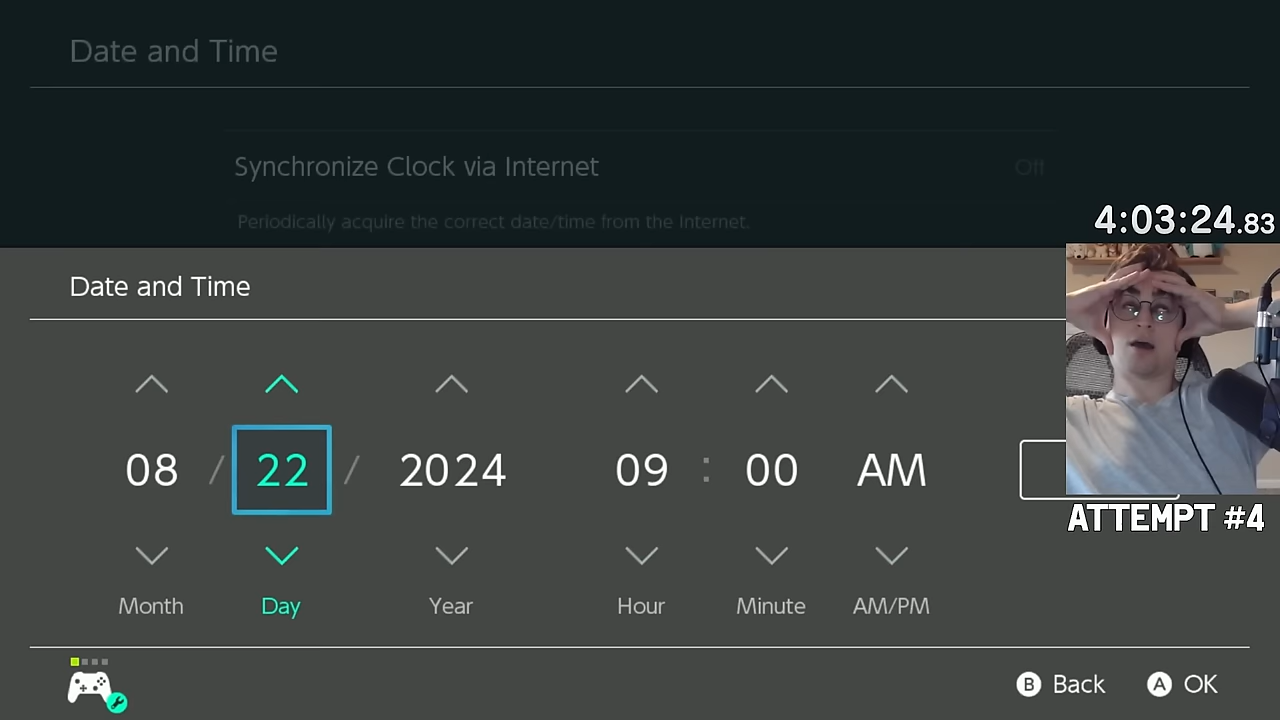 Date and Time
Synchronize Clock via Internet Off
Periodically acquire the correct date/time from the Internet.
4:03:24.83
Date and Time
08 / 22 / 2024 09 : 00 AM
Month Day Year Hour Minute AM/PM
ATTEMPT #4
B Back A OK